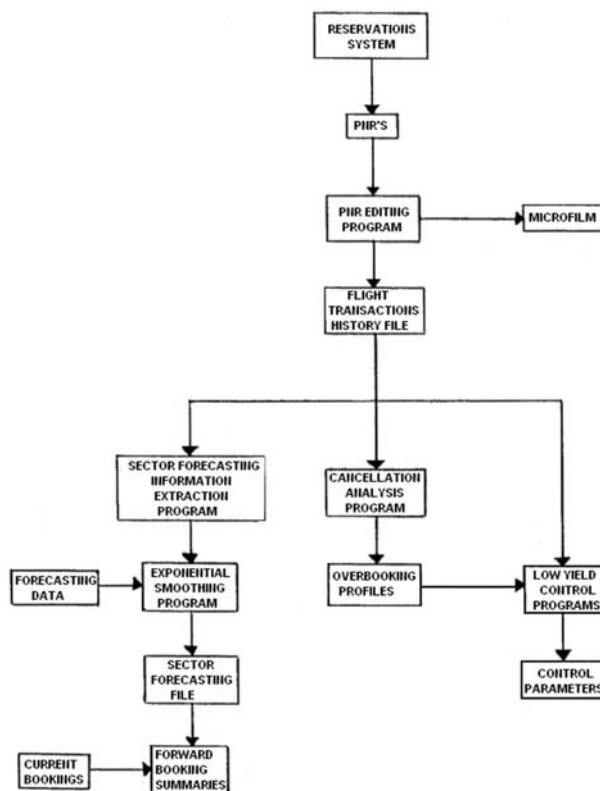 RESERVATIONS
SYSTEM
PNR'S
PNR EDITING
PROGRAM
MICROFILM
FLIGHT
TRANSACTIONS
HISTORY FILE
SECTOR FORECASTING
INFORMATION
EXTRACTION
PROGRAM
CANCELLATION
ANALYSIS
PROGRAM
FORECASTING
DATA
EXPONENTIAL
SMOOTHING
PROGRAM
OVERBOOKING
PROFILES
LOW YIELD
CONTROL
PROGRAMS
SECTOR
FORECASTING
FILE
CONTROL
PARAMETERS
CURRENT
BOOKINGS
FORWARD
BOOKING
SUMMARIES